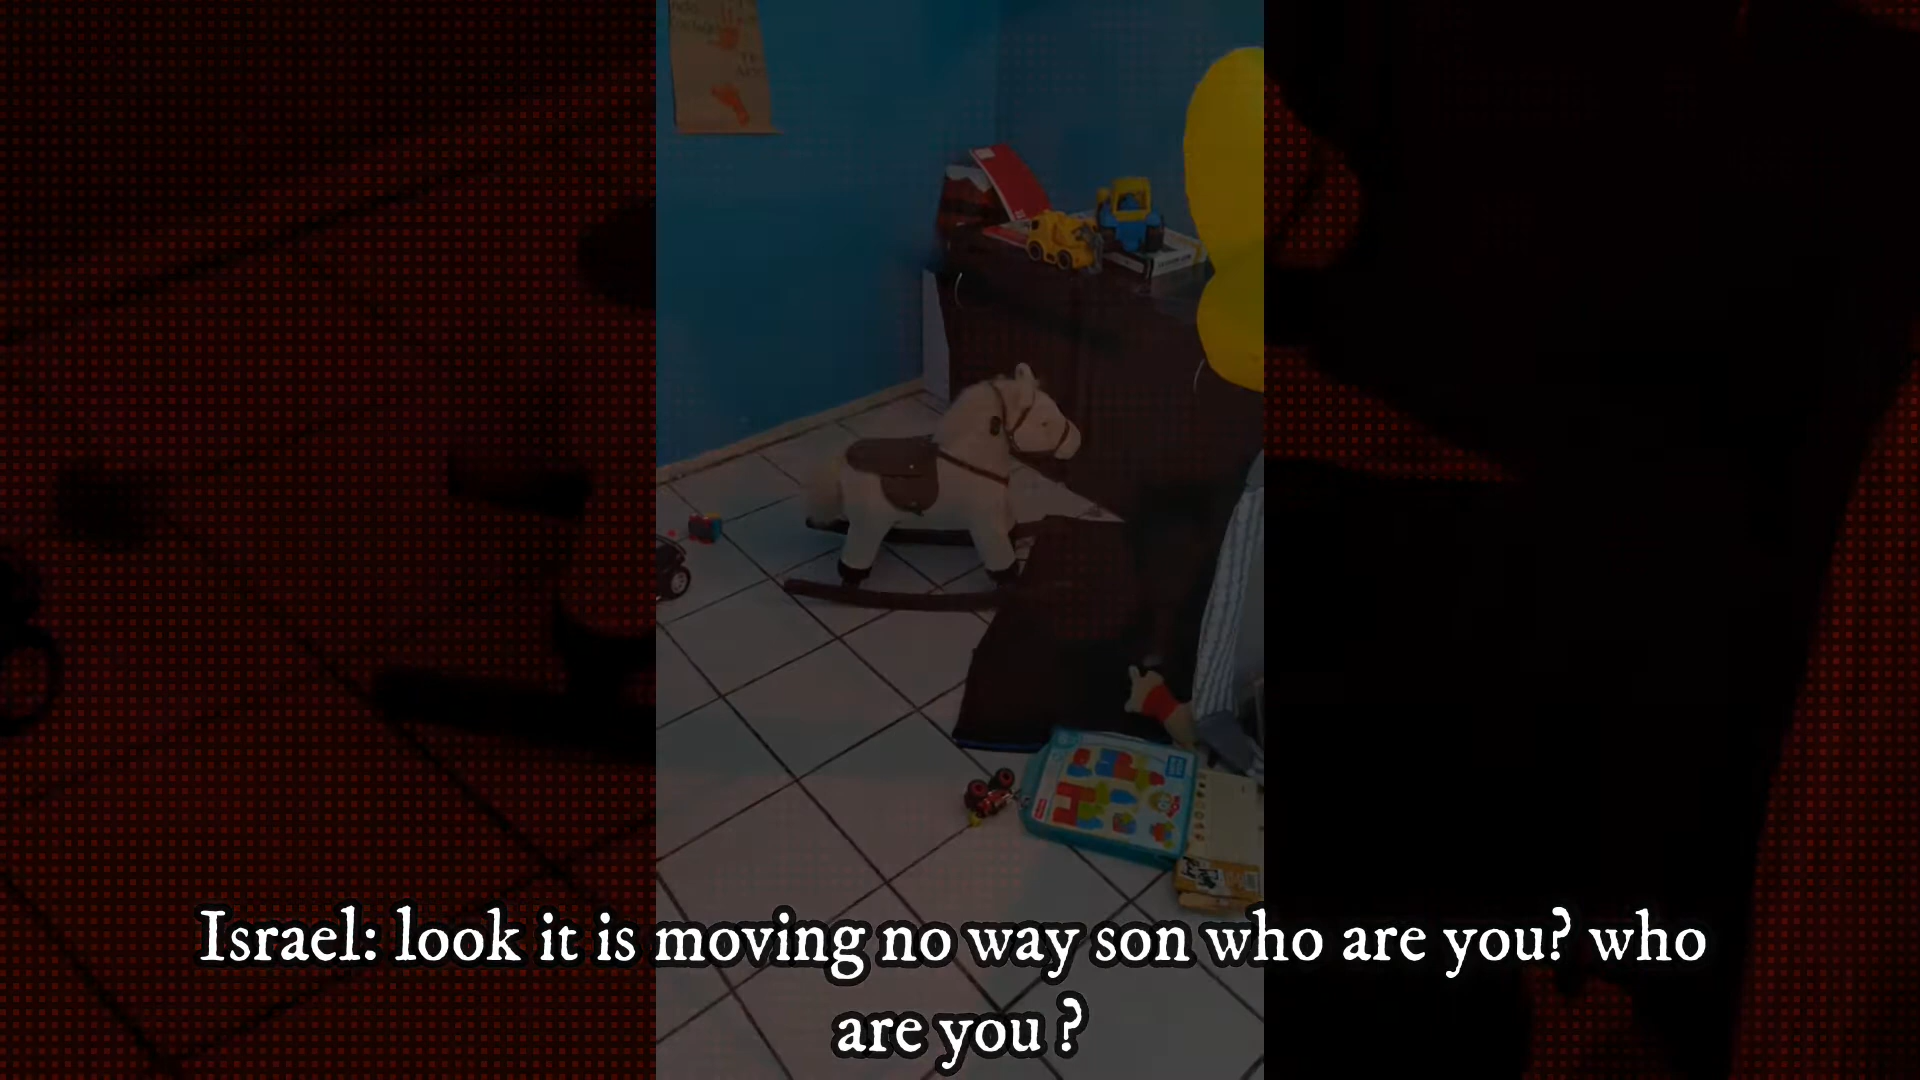 Israel: look it is moving no way son who are you? who
are you ?